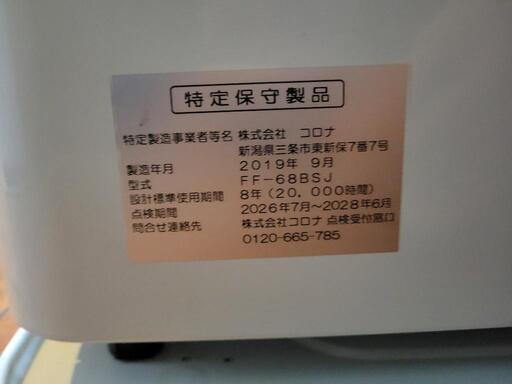 特定保守製品
特定製造事業者等名 株式会社 コロナ
新潟県三条市東新保7番7号
製造年月 2019年 9月
型式 FF-68BSJ
設計標準使用期間 8年(20,000時間)
点検期間 2026年7月～2028年6月
問合せ連絡先 株式会社コロナ 点検受付窓口
0120-665-785